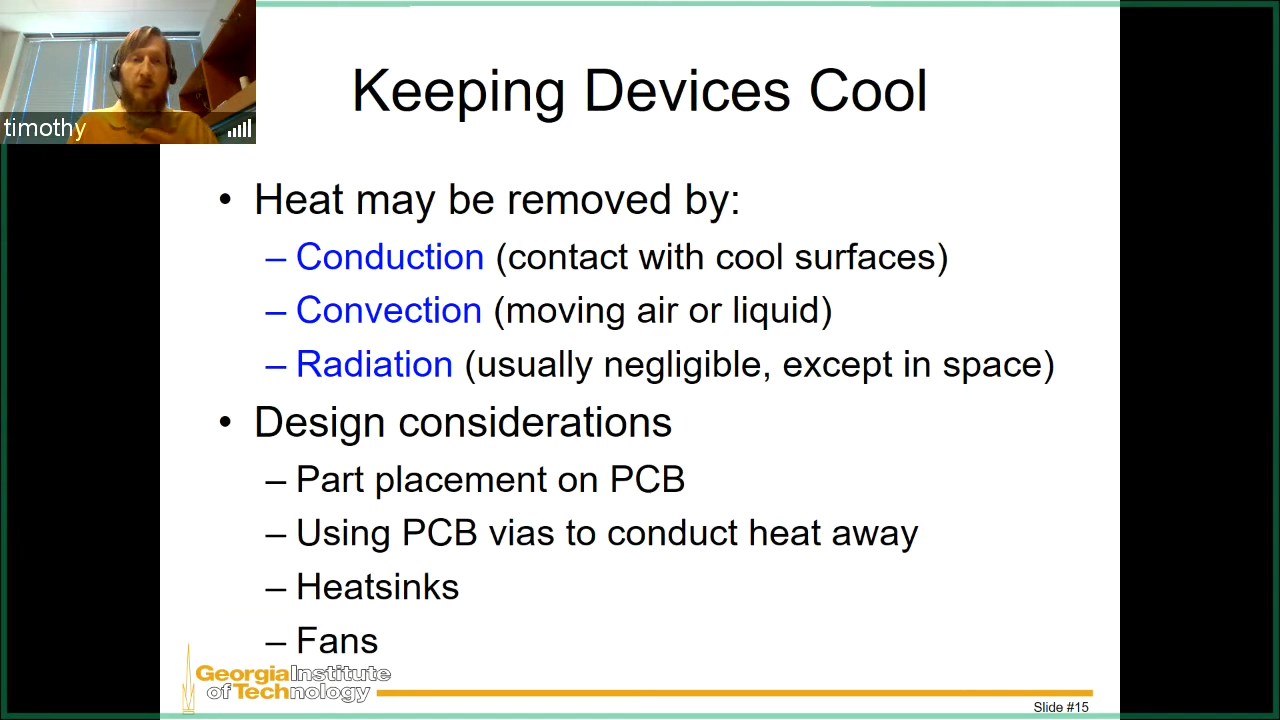 timothy
Keeping Devices Cool
• Heat may be removed by:
– Conduction (contact with cool surfaces)
– Convection (moving air or liquid)
– Radiation (usually negligible, except in space)
• Design considerations
– Part placement on PCB
– Using PCB vias to conduct heat away
– Heatsinks
– Fans
GeorgiaInstitute
of Technology
Slide #15